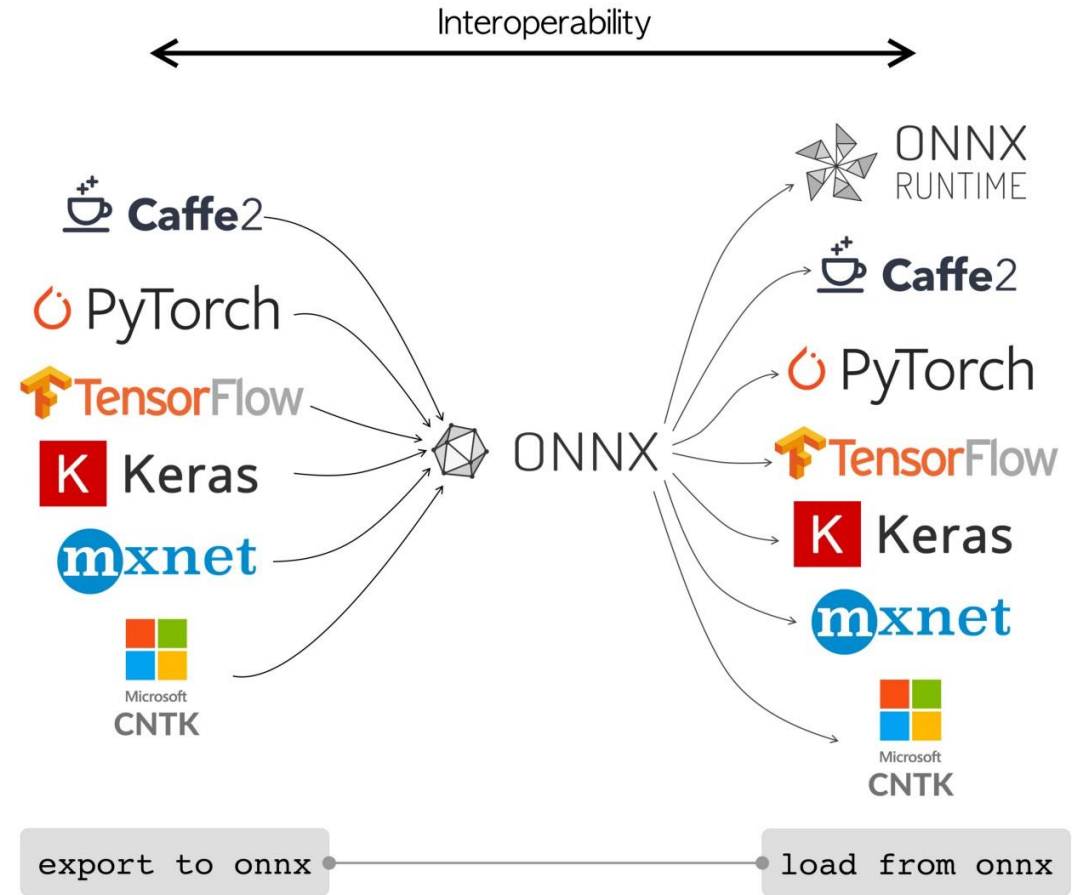 Interoperability
Caffe2
PyTorch
TensorFlow
K Keras
mxnet
Microsoft
CNTK
ONNX
ONNX
RUNTIME
Caffe2
PyTorch
TensorFlow
K Keras
mxnet
Microsoft
CNTK
export to onnx
load from onnx